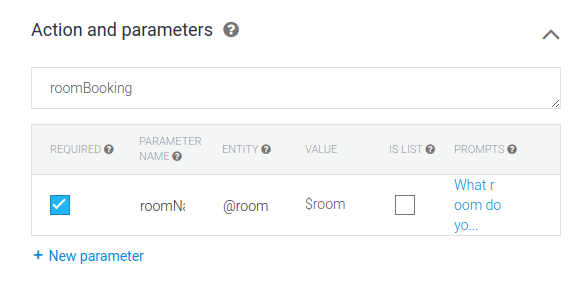 Action and parameters ?
roomBooking
REQUIRED ? PARAMETER NAME ? ENTITY ? VALUE IS LIST ? PROMPTS ?
roomNa @room $room What r
oom do
yo...
+ New parameter